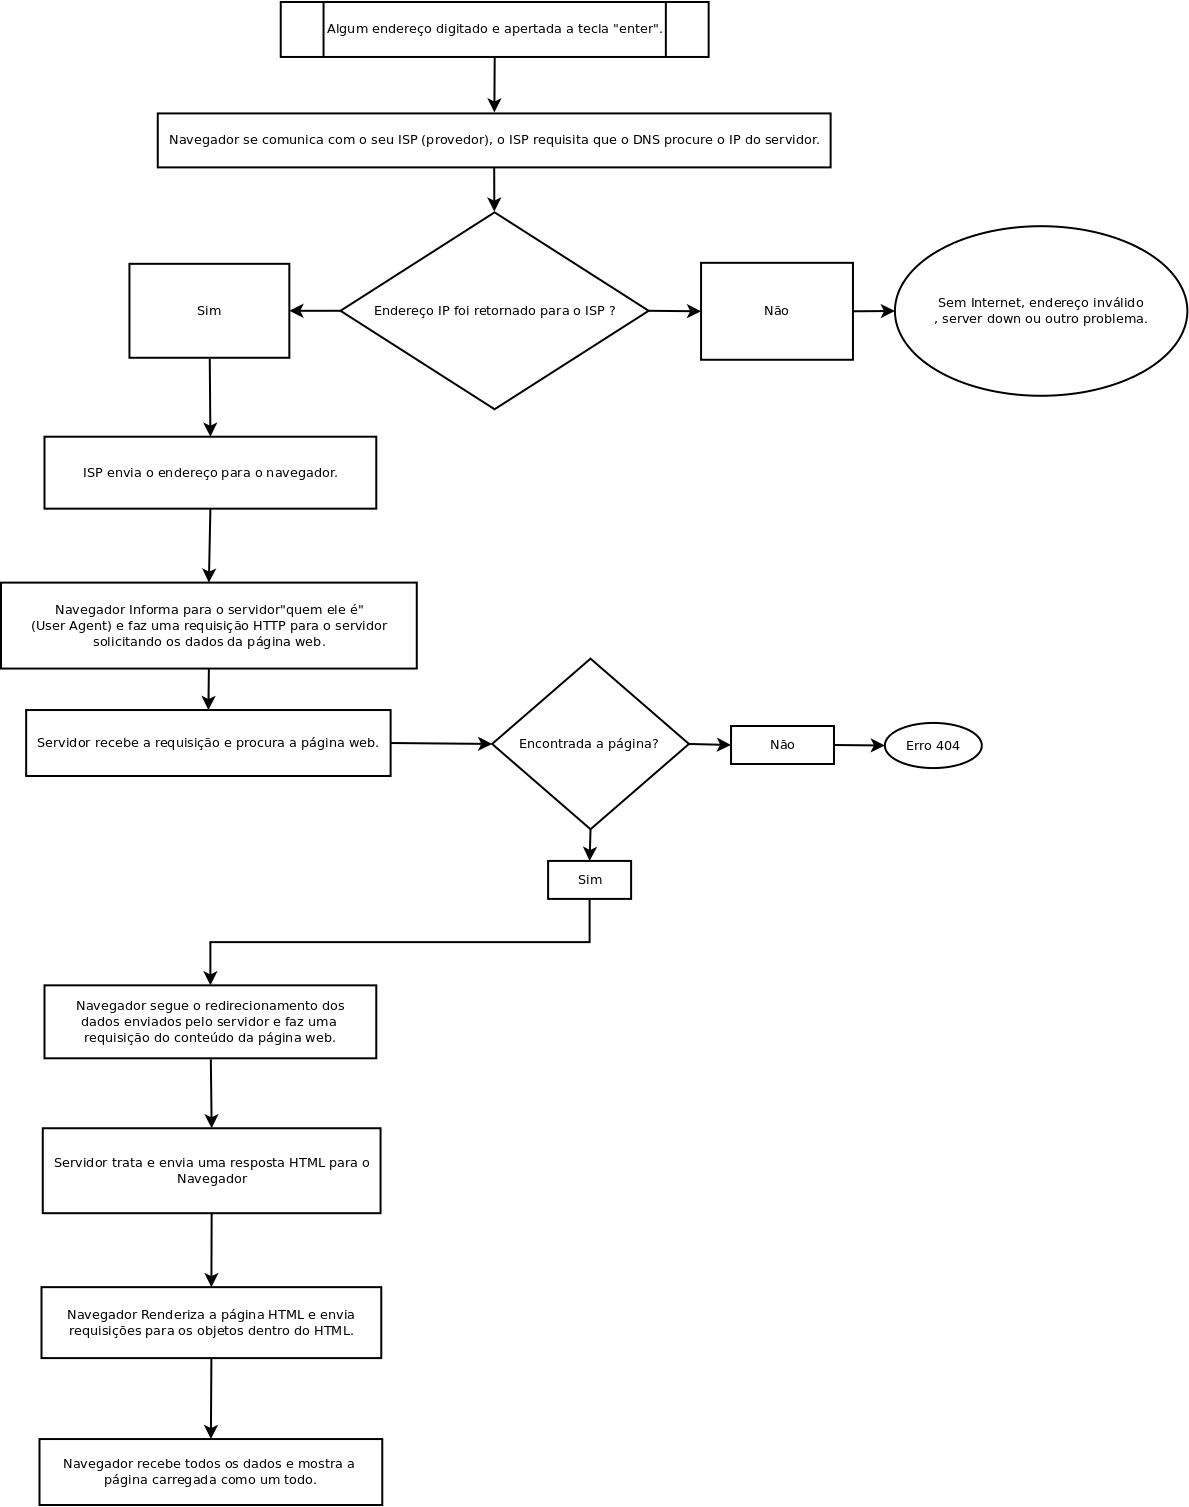 Algum endereço digitado e apertada a tecla "enter".
Navegador se comunica com o seu ISP (provedor), o ISP requisita que o DNS procure o IP do servidor.
Sim
Endereço IP foi retornado para o ISP ?
Não
Sem Internet, endereço inválido
, server down ou outro problema.
ISP envia o endereço para o navegador.
Navegador Informa para o servidor"quem ele é"
(User Agent) e faz uma requisição HTTP para o servidor
solicitando os dados da página web.
Servidor recebe a requisição e procura a página web.
Encontrada a página?
Não
Erro 404
Sim
Navegador segue o redirecionamento dos
dados enviados pelo servidor e faz uma
requisição do conteúdo da página web.
Servidor trata e envia uma resposta HTML para o
Navegador
Navegador Renderiza a página HTML e envia
requisições para os objetos dentro do HTML.
Navegador recebe todos os dados e mostra a
página carregada como um todo.